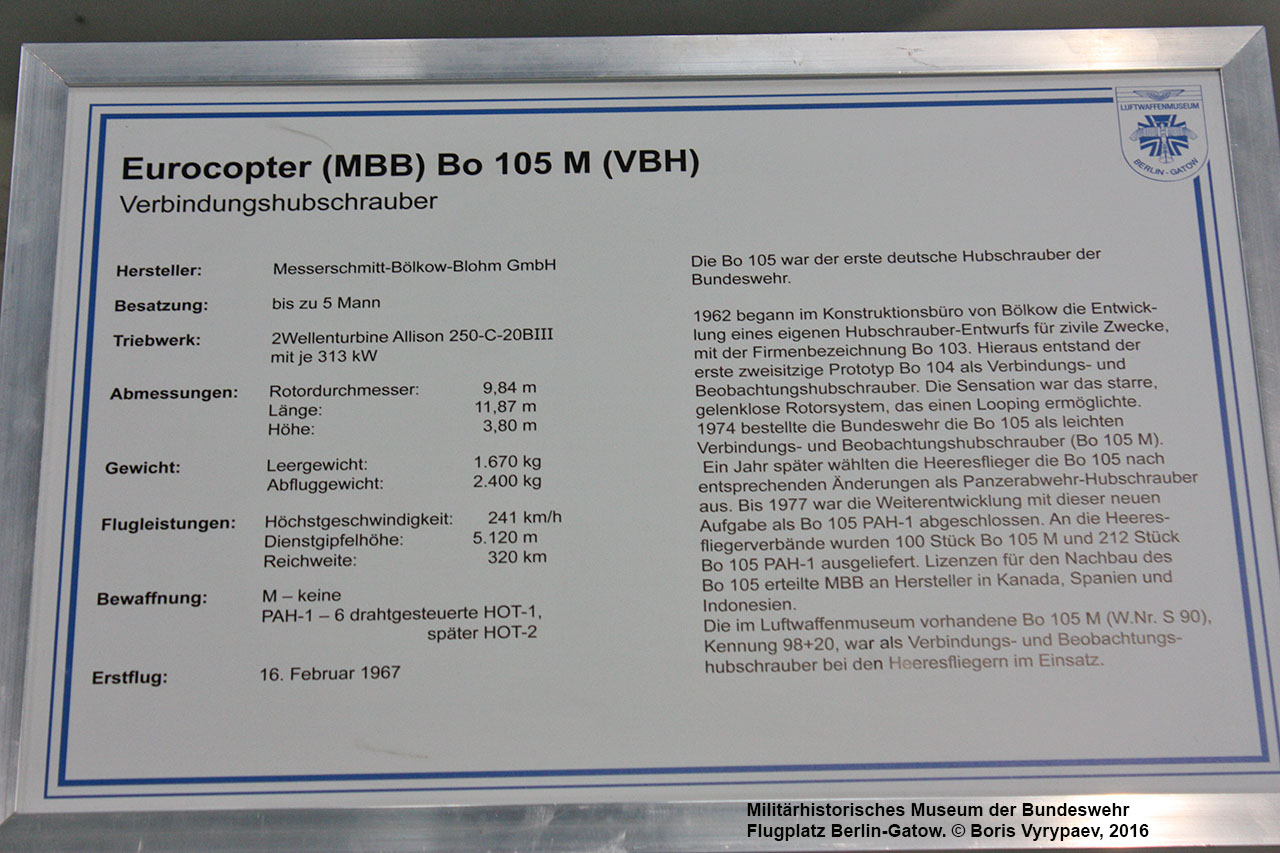 LUFTWAFFENMUSEUM
BERLIN - GATOW
Eurocopter (MBB) Bo 105 M (VBH)
Verbindungshubschrauber
Hersteller: Messerschmitt-Bölkow-Blohm GmbH
Besatzung: bis zu 5 Mann
Triebwerk: 2Wellenturbine Allison 250-C-20BIII
mit je 313 kW
Abmessungen: Rotordurchmesser: 9,84 m
Länge: 11,87 m
Höhe: 3,80 m
Gewicht: Leergewicht: 1.670 kg
Abfluggewicht: 2.400 kg
Flugleistungen: Höchstgeschwindigkeit: 241 km/h
Dienstgipfelhöhe: 5.120 m
Reichweite: 320 km
Bewaffnung: M – keine
PAH-1 – 6 drahtgesteuerte HOT-1,
später HOT-2
Erstflug: 16. Februar 1967
Die Bo 105 war der erste deutsche Hubschrauber der
Bundeswehr.
1962 begann im Konstruktionsbüro von Bölkow die Entwick-
lung eines eigenen Hubschrauber-Entwurfs für zivile Zwecke,
mit der Firmenbezeichnung Bo 103. Hieraus entstand der
erste zweisitzige Prototyp Bo 104 als Verbindungs- und
Beobachtungshubschrauber. Die Sensation war das starre,
gelenklose Rotorsystem, das einen Looping ermöglichte.
1974 bestellte die Bundeswehr die Bo 105 als leichten
Verbindungs- und Beobachtungshubschrauber (Bo 105 M).
Ein Jahr später wählten die Heeresflieger die Bo 105 nach
entsprechenden Änderungen als Panzerabwehr-Hubschrauber
aus. Bis 1977 war die Weiterentwicklung mit dieser neuen
Aufgabe als Bo 105 PAH-1 abgeschlossen. An die Heeres-
fliegerverbände wurden 100 Stück Bo 105 M und 212 Stück
Bo 105 PAH-1 ausgeliefert. Lizenzen für den Nachbau des
Bo 105 erteilte MBB an Hersteller in Kanada, Spanien und
Indonesien.
Die im Luftwaffenmuseum vorhandene Bo 105 M (W.Nr. S 90),
Kennung 98+20, war als Verbindungs- und Beobachtungs-
hubschrauber bei den Heeresfliegern im Einsatz.
Militärhistorisches Museum der Bundeswehr
Flugplatz Berlin-Gatow. © Boris Vyrypaev, 2016